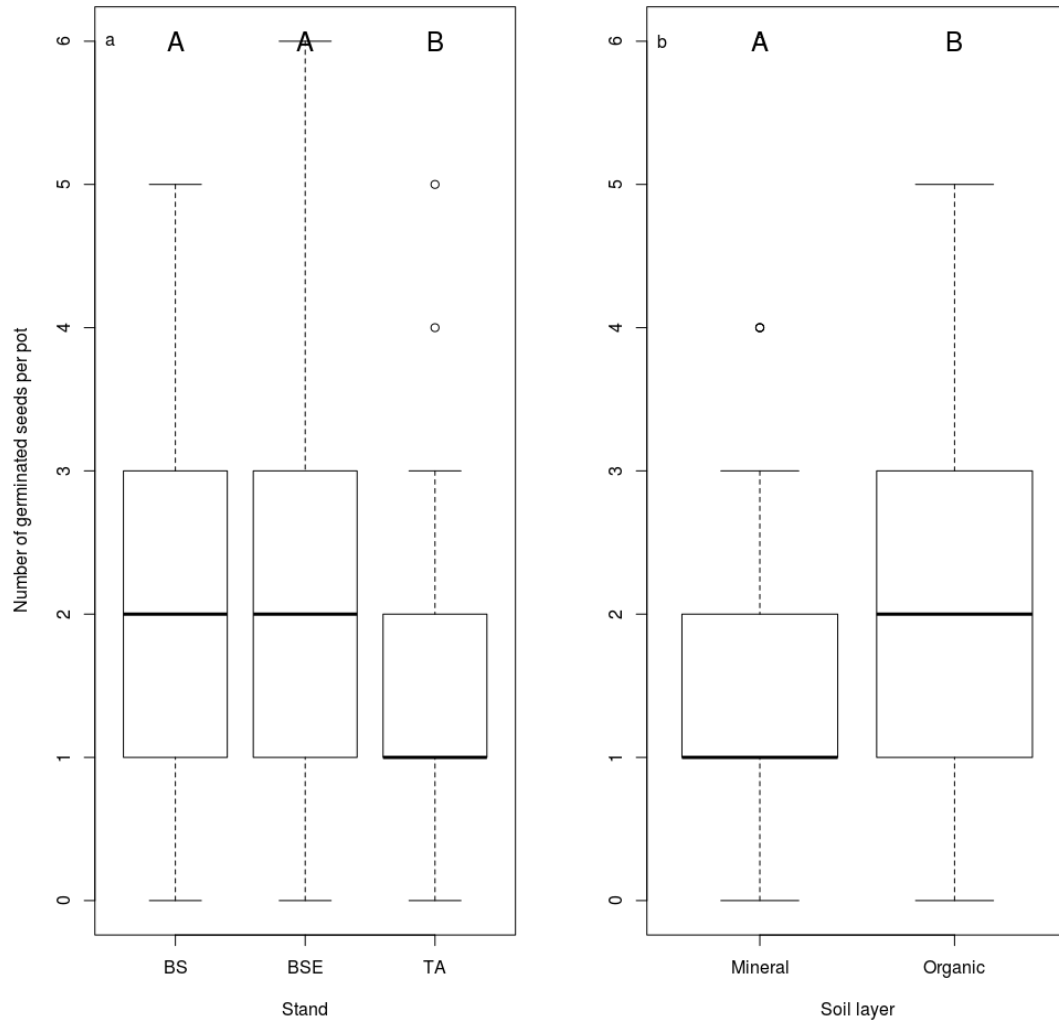 a
A
A
B
Number of germinated seeds per pot
6
5
4
3
2
1
0
BS
BSE
TA
Stand
b
A
B
6
5
4
3
2
1
0
Mineral
Organic
Soil layer